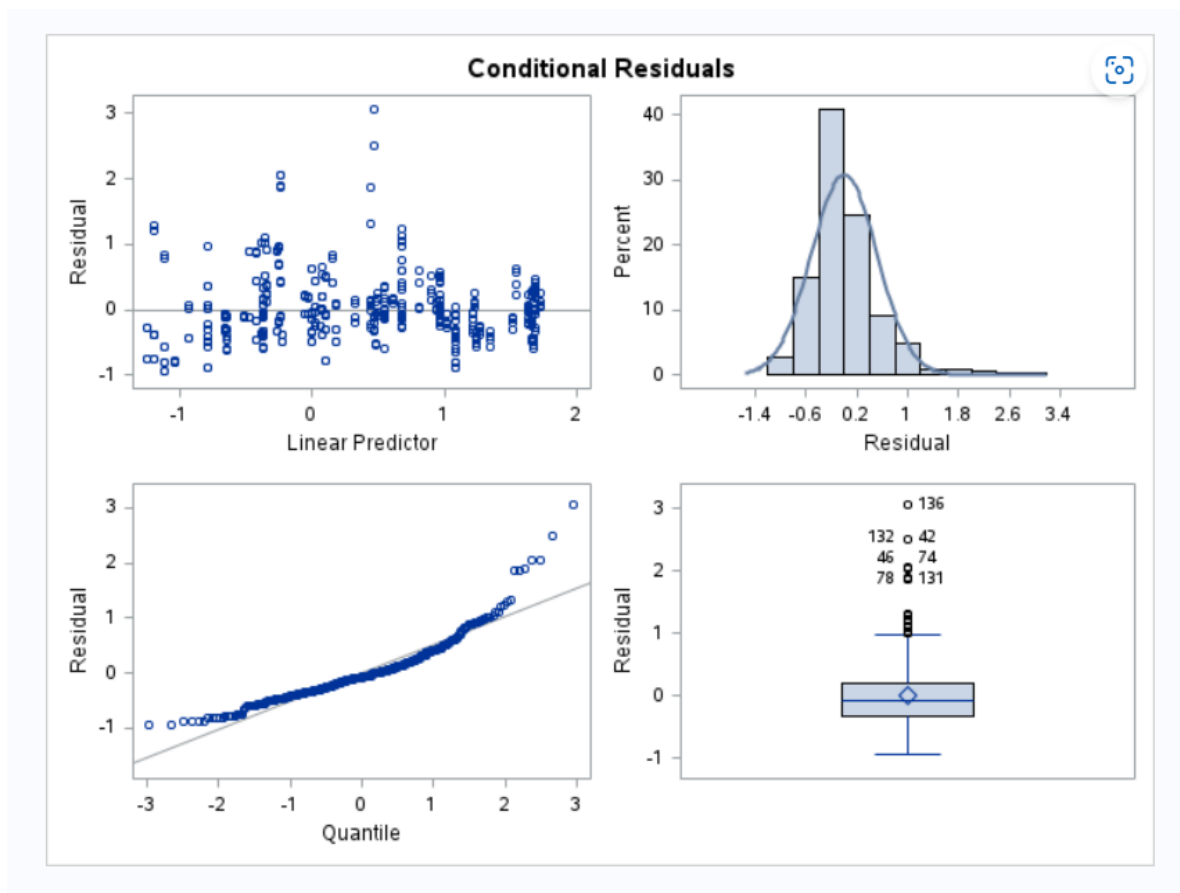 Conditional Residuals
3
2
1
0
-1
Residual
-1 0 1 2
Linear Predictor
40
30
20
10
0
Percent
-1.4 -0.6 0.2 1 1.8 2.6 3.4
Residual
3
2
1
0
-1
Residual
-3 -2 -1 0 1 2 3
Quantile
3
2
1
0
-1
Residual
136
132 42
46 74
78 131